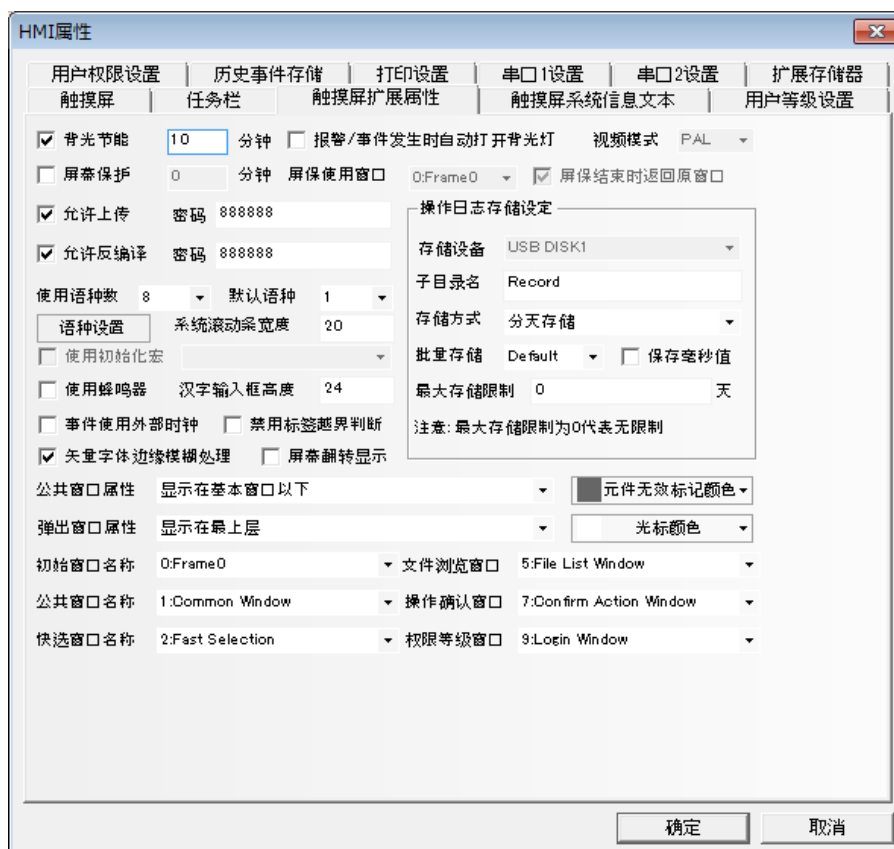 HMI属性
用户权限设置 历史事件存储 打印设置 串口1设置 串口2设置 扩展存储器
触摸屏 任务栏 触摸屏扩展属性 触摸屏系统信息文本 用户等级设置
背光节能 10 分钟 报警/事件发生时自动打开背光灯 视频模式 PAL
屏幕保护 0 分钟 屏保使用窗口 0:Frame0 屏保结束时返回原窗口
允许上传 密码 888888 操作日志存储设定
允许反编译 密码 888888 存储设备 USB DISK1
子目录名 Record
使用语种数 8 默认语种 1
语种设置 系统滚动条宽度 20 存储方式 分天存储
使用初始化宏 批量存储 Default 保存毫秒值
使用蜂鸣器 汉字输入框高度 24 最大存储限制 0 天
事件使用外部时钟 禁用标签越界判断 注意: 最大存储限制为0代表无限制
矢量字体边缘模糊处理 屏幕翻转显示
公共窗口属性 显示在基本窗口以下 元件无效标记颜色
弹出窗口属性 显示在最上层 光标颜色
初始窗口名称 0:Frame0 文件浏览窗口 5:File List Window
公共窗口名称 1:Common Window 操作确认窗口 7:Confirm Action Window
快选窗口名称 2:Fast Selection 权限等级窗口 9:Login Window
确定 取消